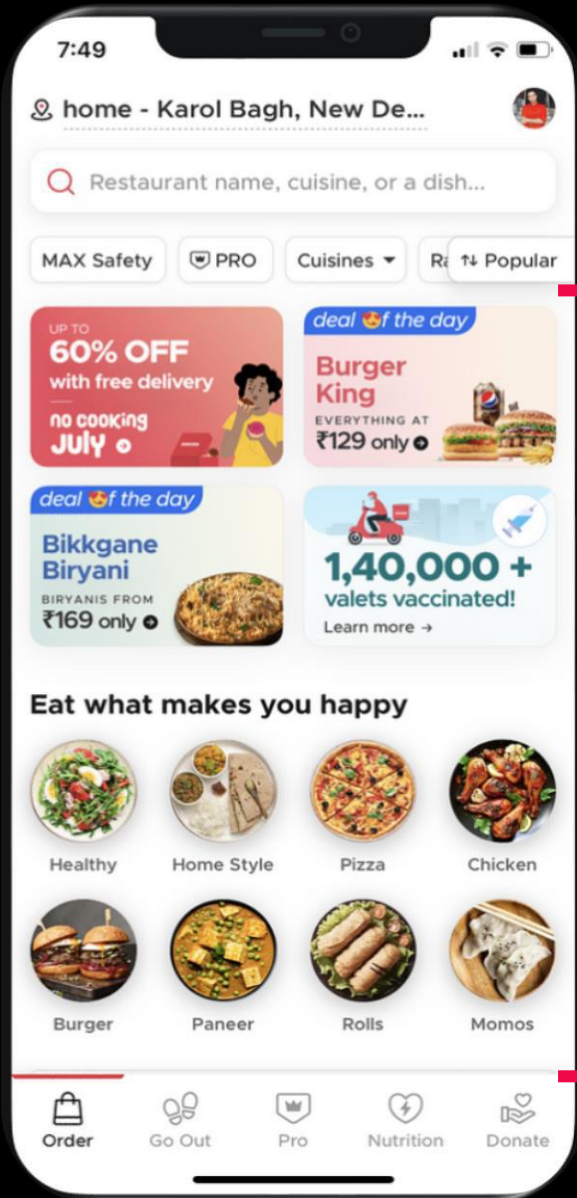 7:49
home - Karol Bagh, New De...
Restaurant name, cuisine, or a dish...
MAX Safety
PRO
Cuisines
Ra
Popular
UP TO
60% OFF
with free delivery
no cooking
July
deal 😍f the day
Burger
King
EVERYTHING AT
₹129 only
deal 😍f the day
Bikkgane
Biryani
BIRYANIS FROM
₹169 only
1,40,000 +
valets vaccinated!
Learn more →
Eat what makes you happy
Healthy
Home Style
Pizza
Chicken
Burger
Paneer
Rolls
Momos
Order
Go Out
Pro
Nutrition
Donate